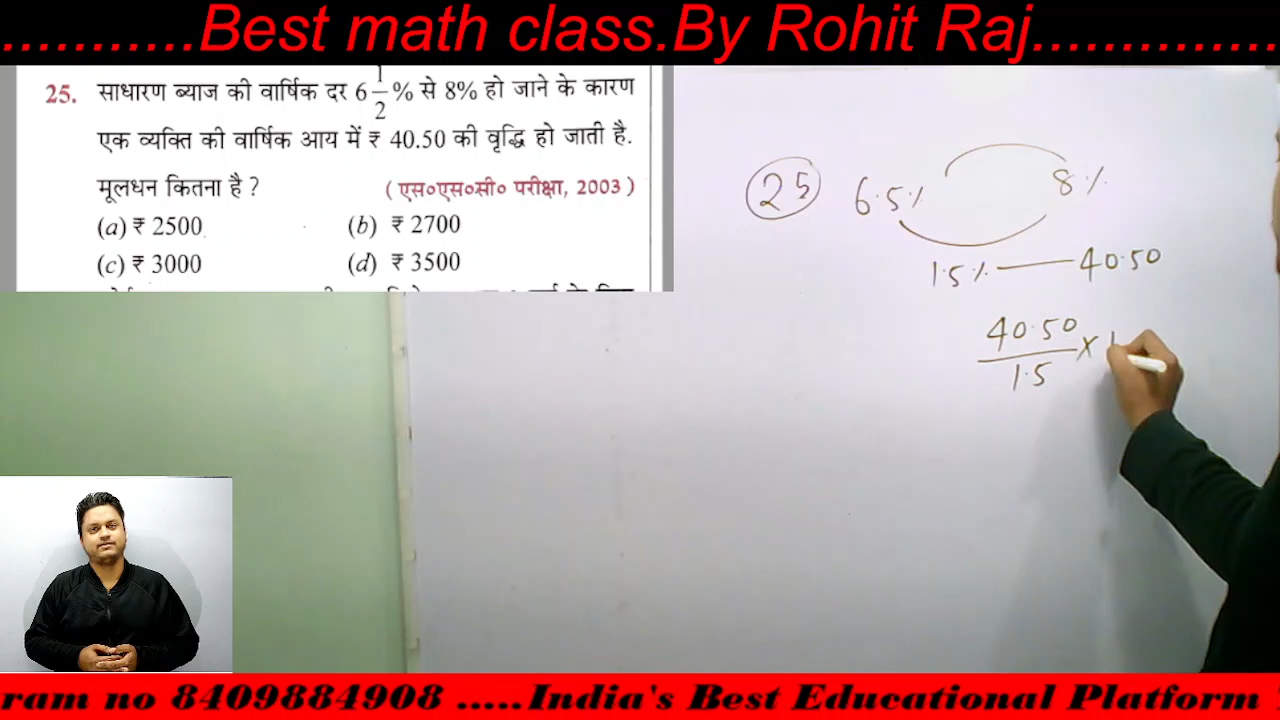 ...........Best math class.By Rohit Raj..............
25. साधारण ब्याज की वार्षिक दर 6 1/2 % से 8% हो जाने के कारण
एक व्यक्ति की वार्षिक आय में ₹ 40.50 की वृद्धि हो जाती है.
मूलधन कितना है ? ( एस०एस०सी० परीक्षा, 2003 )
(a) ₹ 2500 (b) ₹ 2700
(c) ₹ 3000 (d) ₹ 3500
25 6.5% 8%
1.5% — 40.50
40.50
1.5 ×
ram no 8409884908 .....India's Best Educational Platform